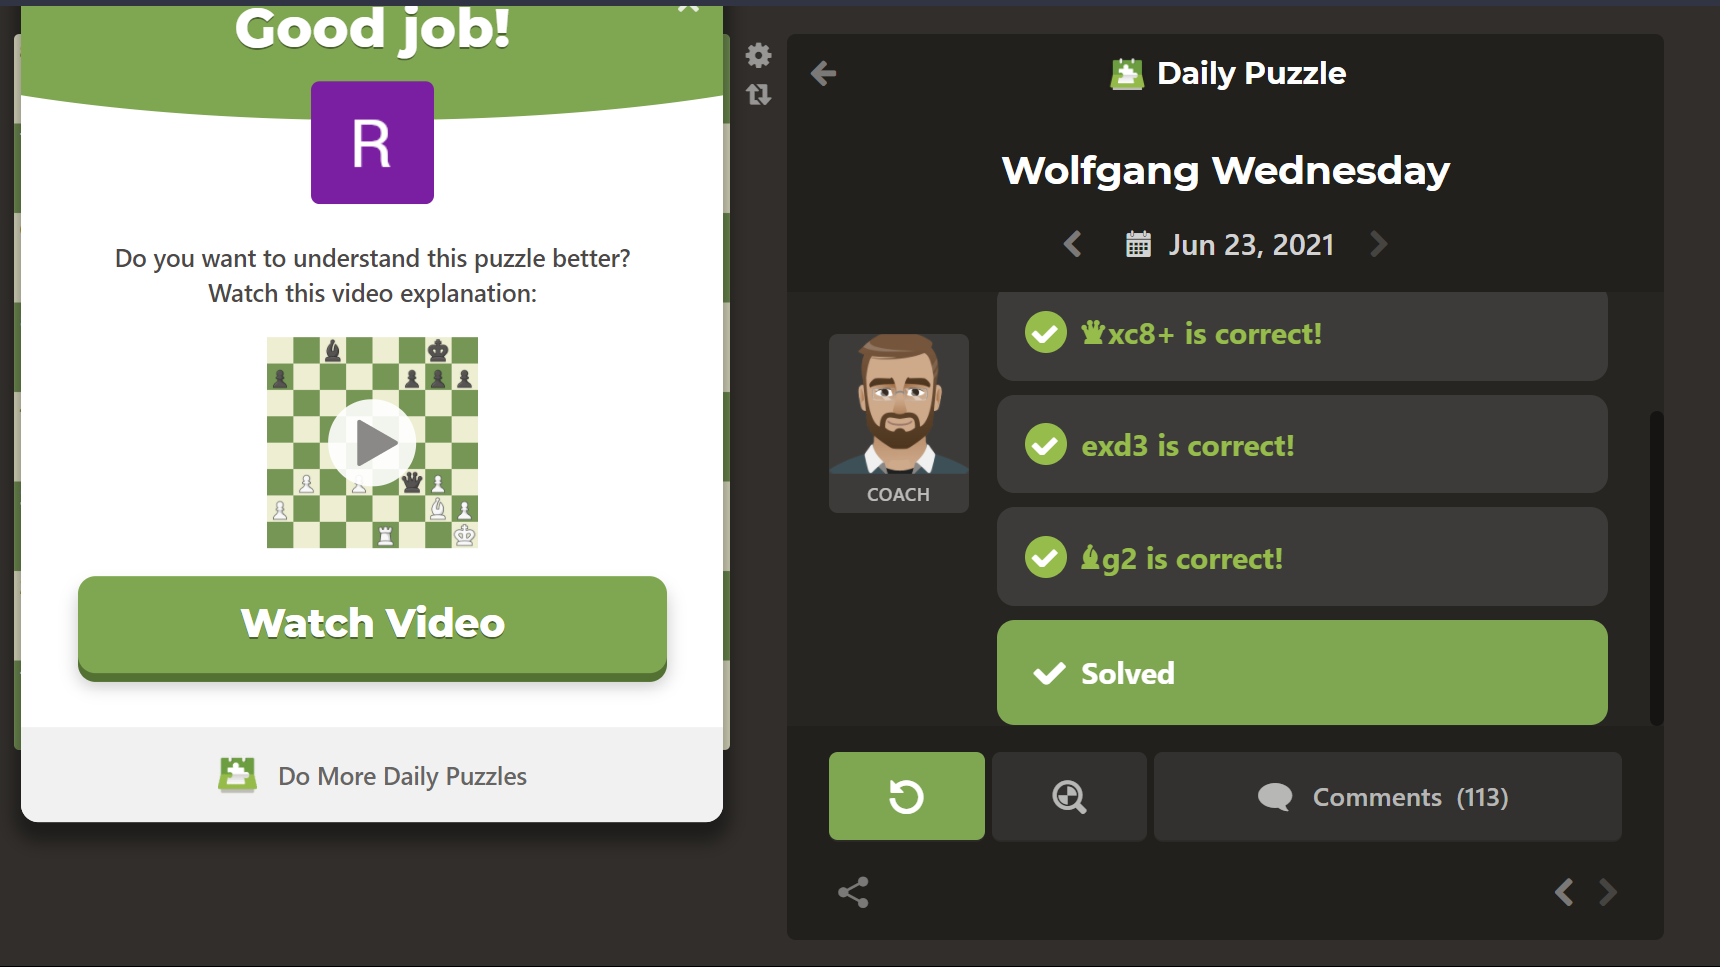 Good job!
R
Do you want to understand this puzzle better?
Watch this video explanation:
Watch Video
Do More Daily Puzzles
Daily Puzzle
Wolfgang Wednesday
Jun 23, 2021
♛xc8+ is correct!
exd3 is correct!
♝g2 is correct!
Solved
COACH
Comments (113)